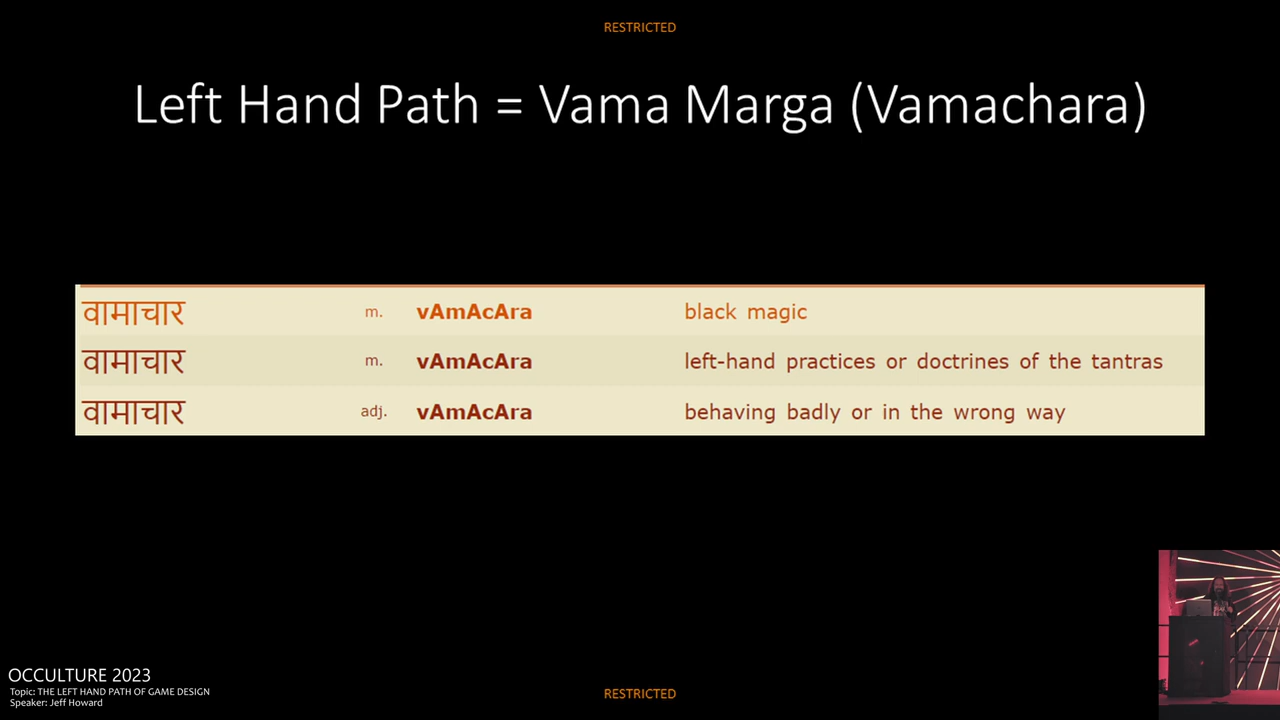 RESTRICTED
Left Hand Path = Vama Marga (Vamachara)
वामाचार m. vAmAcAra black magic
वामाचार m. vAmAcAra left-hand practices or doctrines of the tantras
वामाचार adj. vAmAcAra behaving badly or in the wrong way
OCCULTURE 2023
Topic: THE LEFT HAND PATH OF GAME DESIGN
Speaker: Jeff Howard
RESTRICTED